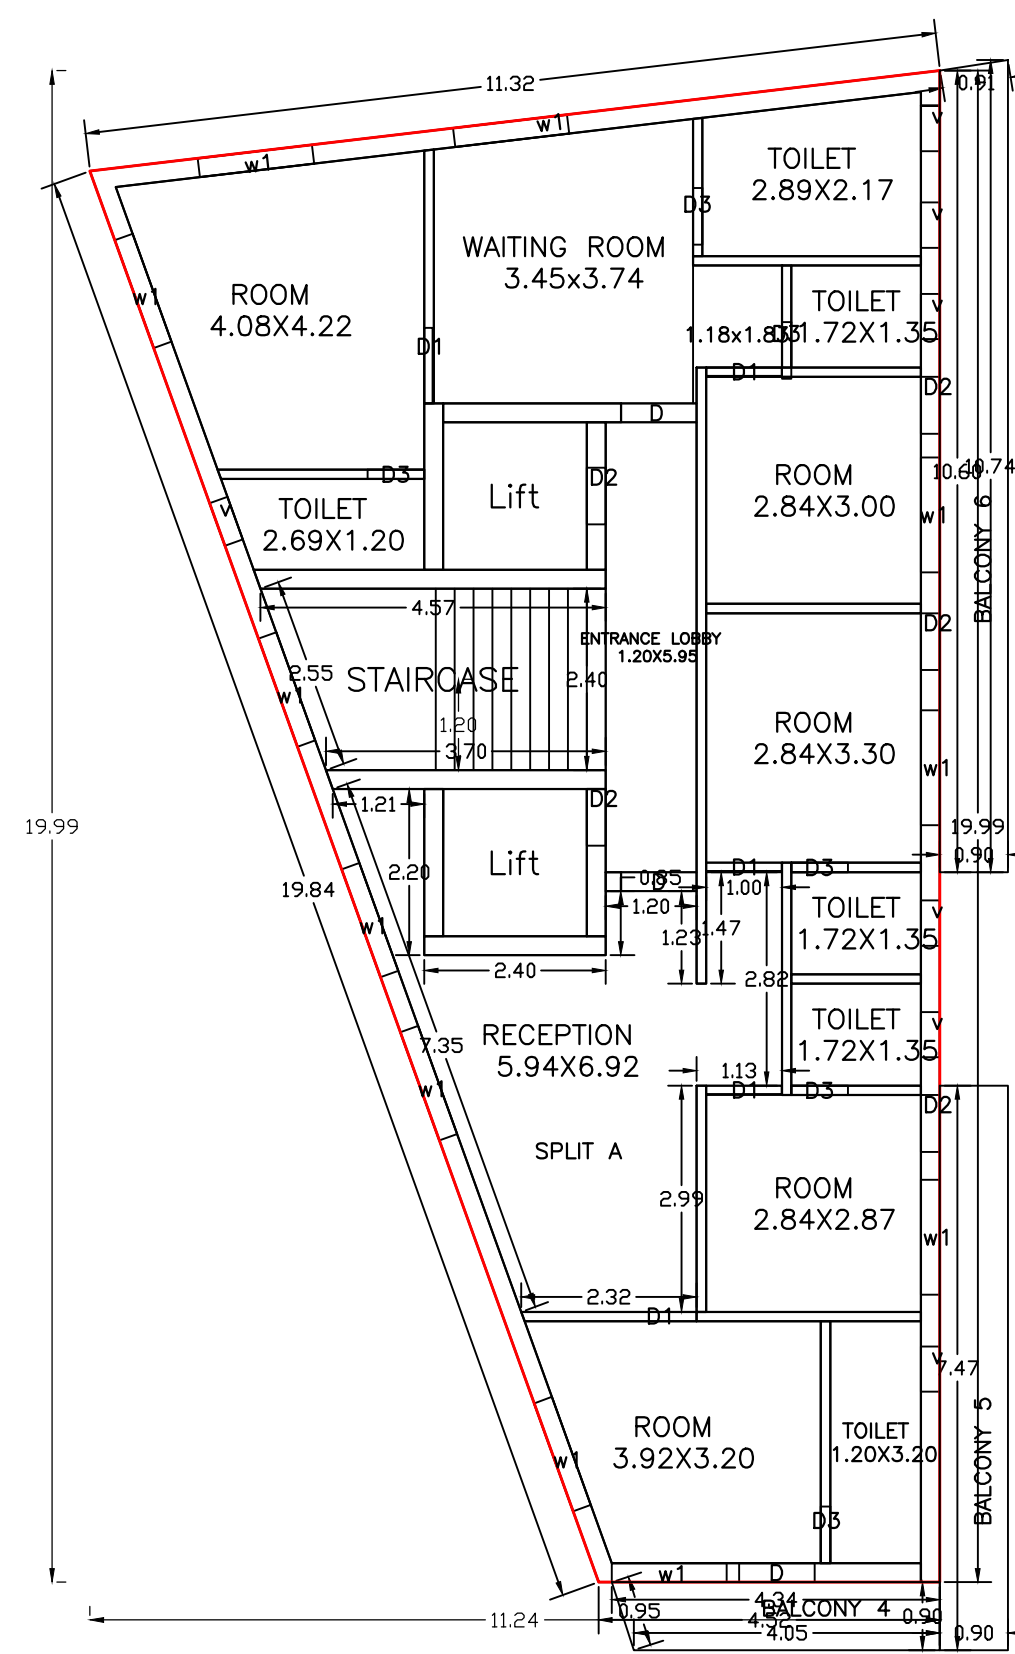 11.32
0.91
w1
w1
v
TOILET
2.89X2.17
D3
v
WAITING ROOM
3.45x3.74
ROOM
4.08X4.22
w1
TOILET
1.72X1.35
v
1.18x1.83
D3
D1
D1
D2
D
10.60
10.74
ROOM
2.84X3.00
D3
D2
Lift
TOILET
2.69X1.20
v
w1
BALCONY 6
4.57
D2
ENTRANCE LOBBY
1.20X5.95
2.55
STAIRCASE
2.40
w1
1.20
3.70
ROOM
2.84X3.30
w1
D2
1.21
19.99
19.99
0.90
Lift
2.20
D1
D3
0.85
D
1.00
19.84
1.20
TOILET
1.72X1.35
v
w1
1.23
1.47
2.40
2.82
RECEPTION
5.94X6.92
TOILET
1.72X1.35
v
7.35
1.13
w1
D1
D3
D2
SPLIT A
ROOM
2.84X2.87
2.99
w1
2.32
D1
v
7.47
BALCONY 5
ROOM
3.92X3.20
TOILET
1.20X3.20
w1
D3
w1
D
4.34
BALCONY 4
0.95
0.90
11.24
4.52
4.05
0.90